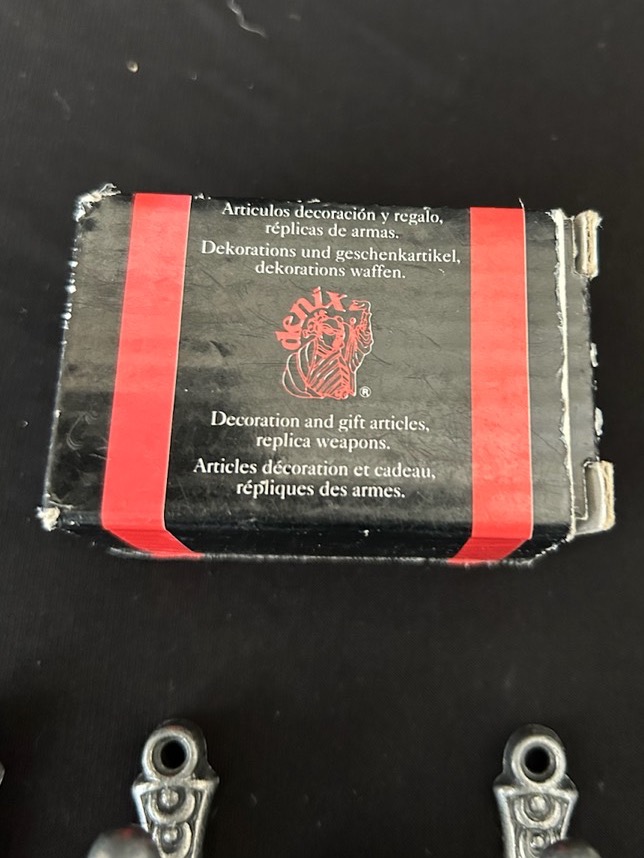 Articulos decoración y regalo,
réplicas de armas.
Dekorations und geschenkartikel,
dekorations waffen.
denix
®
Decoration and gift articles,
replica weapons.
Articles décoration et cadeau,
répliques des armes.